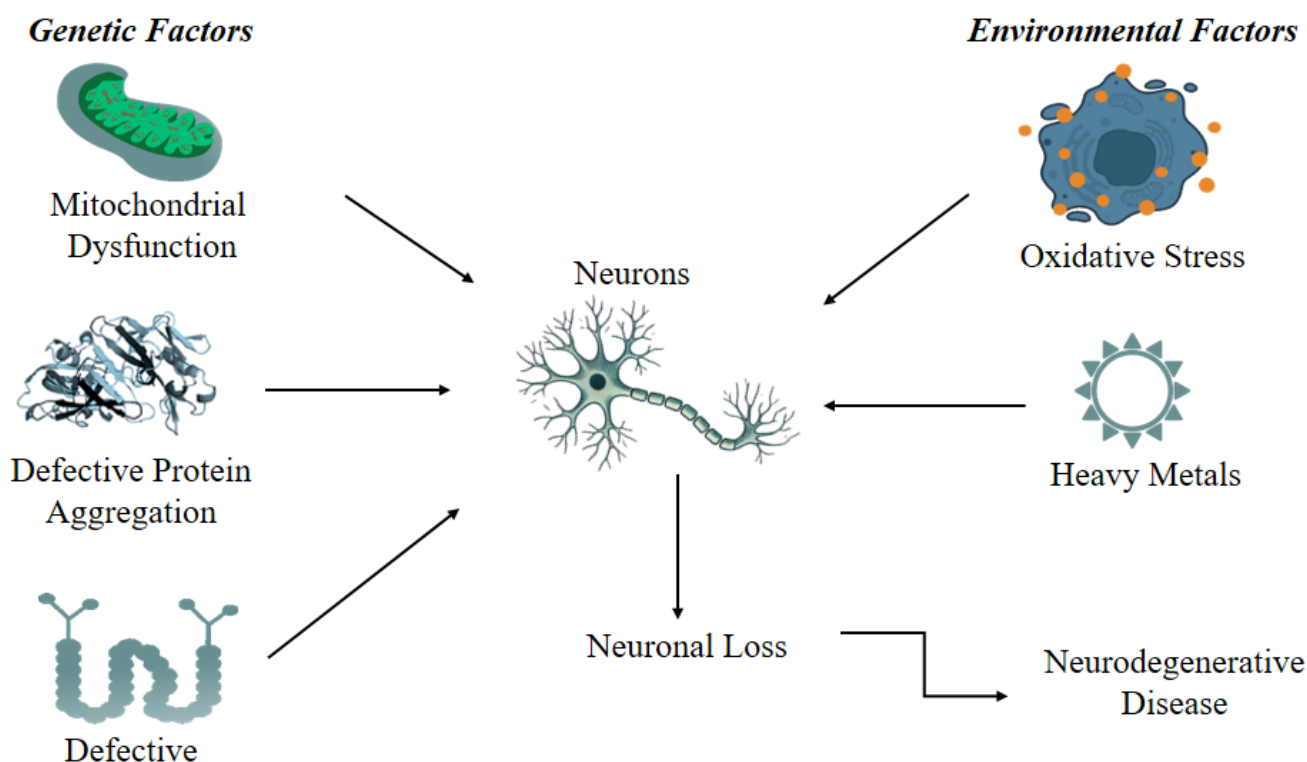 Genetic Factors
Environmental Factors
Mitochondrial
Dysfunction
Oxidative Stress
Neurons
Defective Protein
Aggregation
Heavy Metals
Neuronal Loss
Neurodegenerative
Disease
Defective